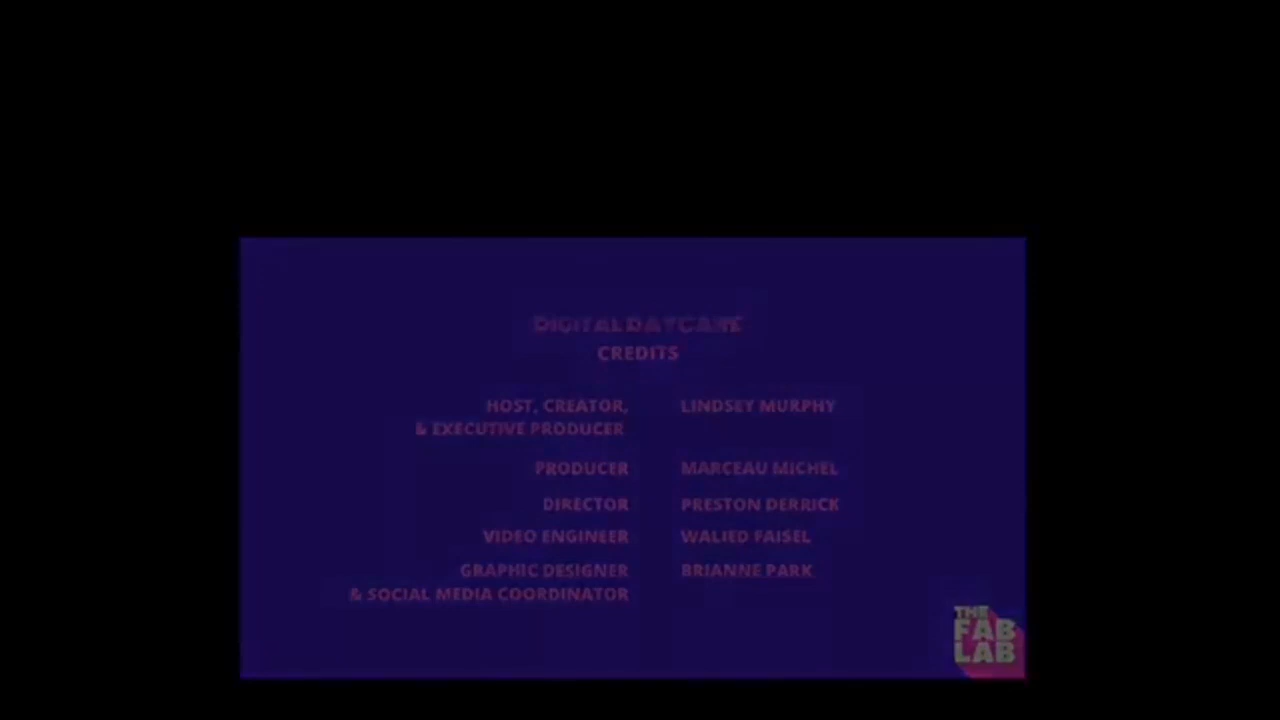 DIGITAL DAYCARE
CREDITS
HOST, CREATOR, LINDSEY MURPHY
& EXECUTIVE PRODUCER
PRODUCER MARCEAU MICHEL
DIRECTOR PRESTON DERRICK
VIDEO ENGINEER WALIED FAISEL
GRAPHIC DESIGNER BRIANNE PARK
& SOCIAL MEDIA COORDINATOR
THE
FAB
LAB